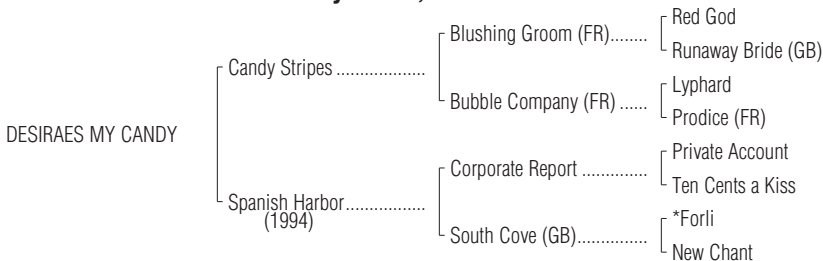 Red God
Blushing Groom (FR)........
Runaway Bride (GB)
Candy Stripes ...................
Lyphard
Bubble Company (FR) ......
Prodice (FR)
DESIRAES MY CANDY
Private Account
Corporate Report ..............
Ten Cents a Kiss
Spanish Harbor.................
(1994)
*Forli
South Cove (GB)...............
New Chant